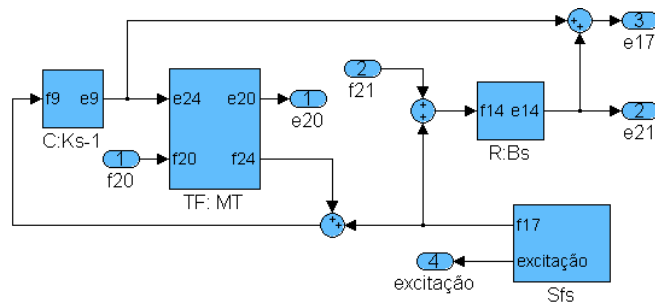 3
e17
2
f21
f9 e9
C:Ks-1
e24 e20
f20 f24
TF: MT
1
e20
1
f20
f14 e14
R:Bs
2
e21
f17
excitação
Sfs
4
excitação